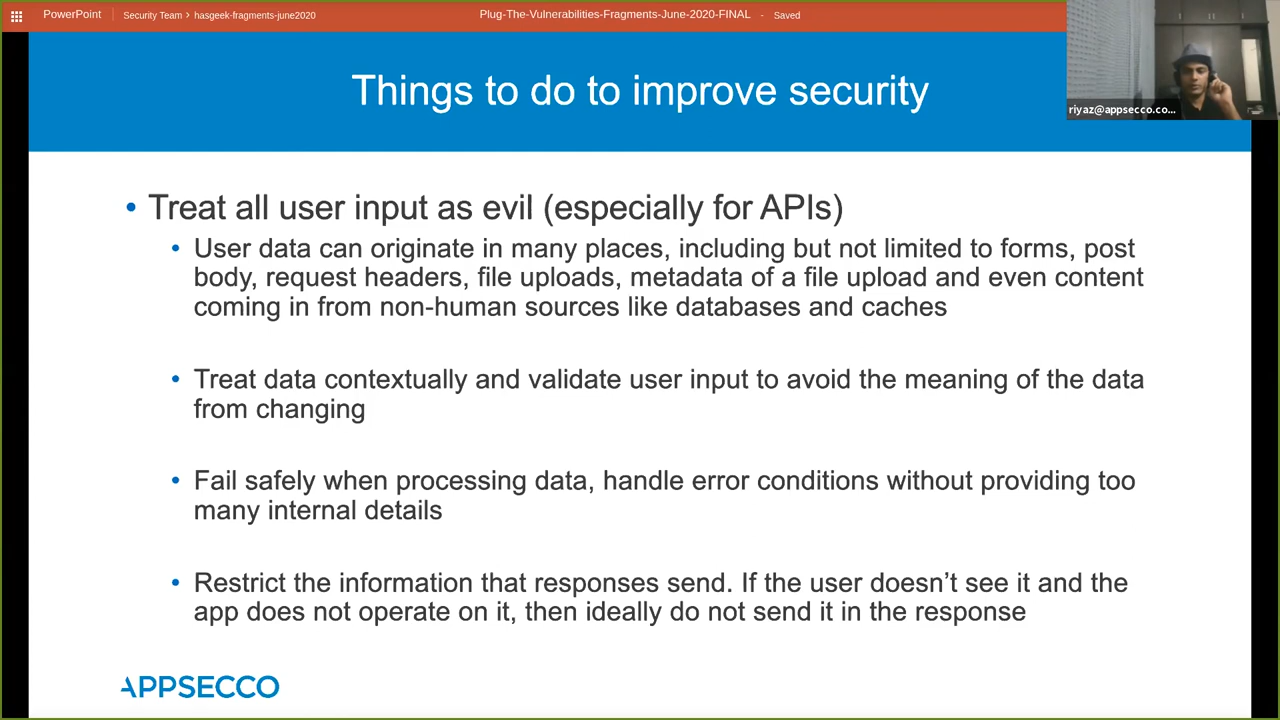 PowerPoint
Security Team > hasgeek-fragments-june2020
Plug-The-Vulnerabilities-Fragments-June-2020-FINAL - Saved
riyaz@appsecco.co...
Things to do to improve security
• Treat all user input as evil (especially for APIs)
• User data can originate in many places, including but not limited to forms, post
body, request headers, file uploads, metadata of a file upload and even content
coming in from non-human sources like databases and caches
• Treat data contextually and validate user input to avoid the meaning of the data
from changing
• Fail safely when processing data, handle error conditions without providing too
many internal details
• Restrict the information that responses send. If the user doesn’t see it and the
app does not operate on it, then ideally do not send it in the response
APPSECCO